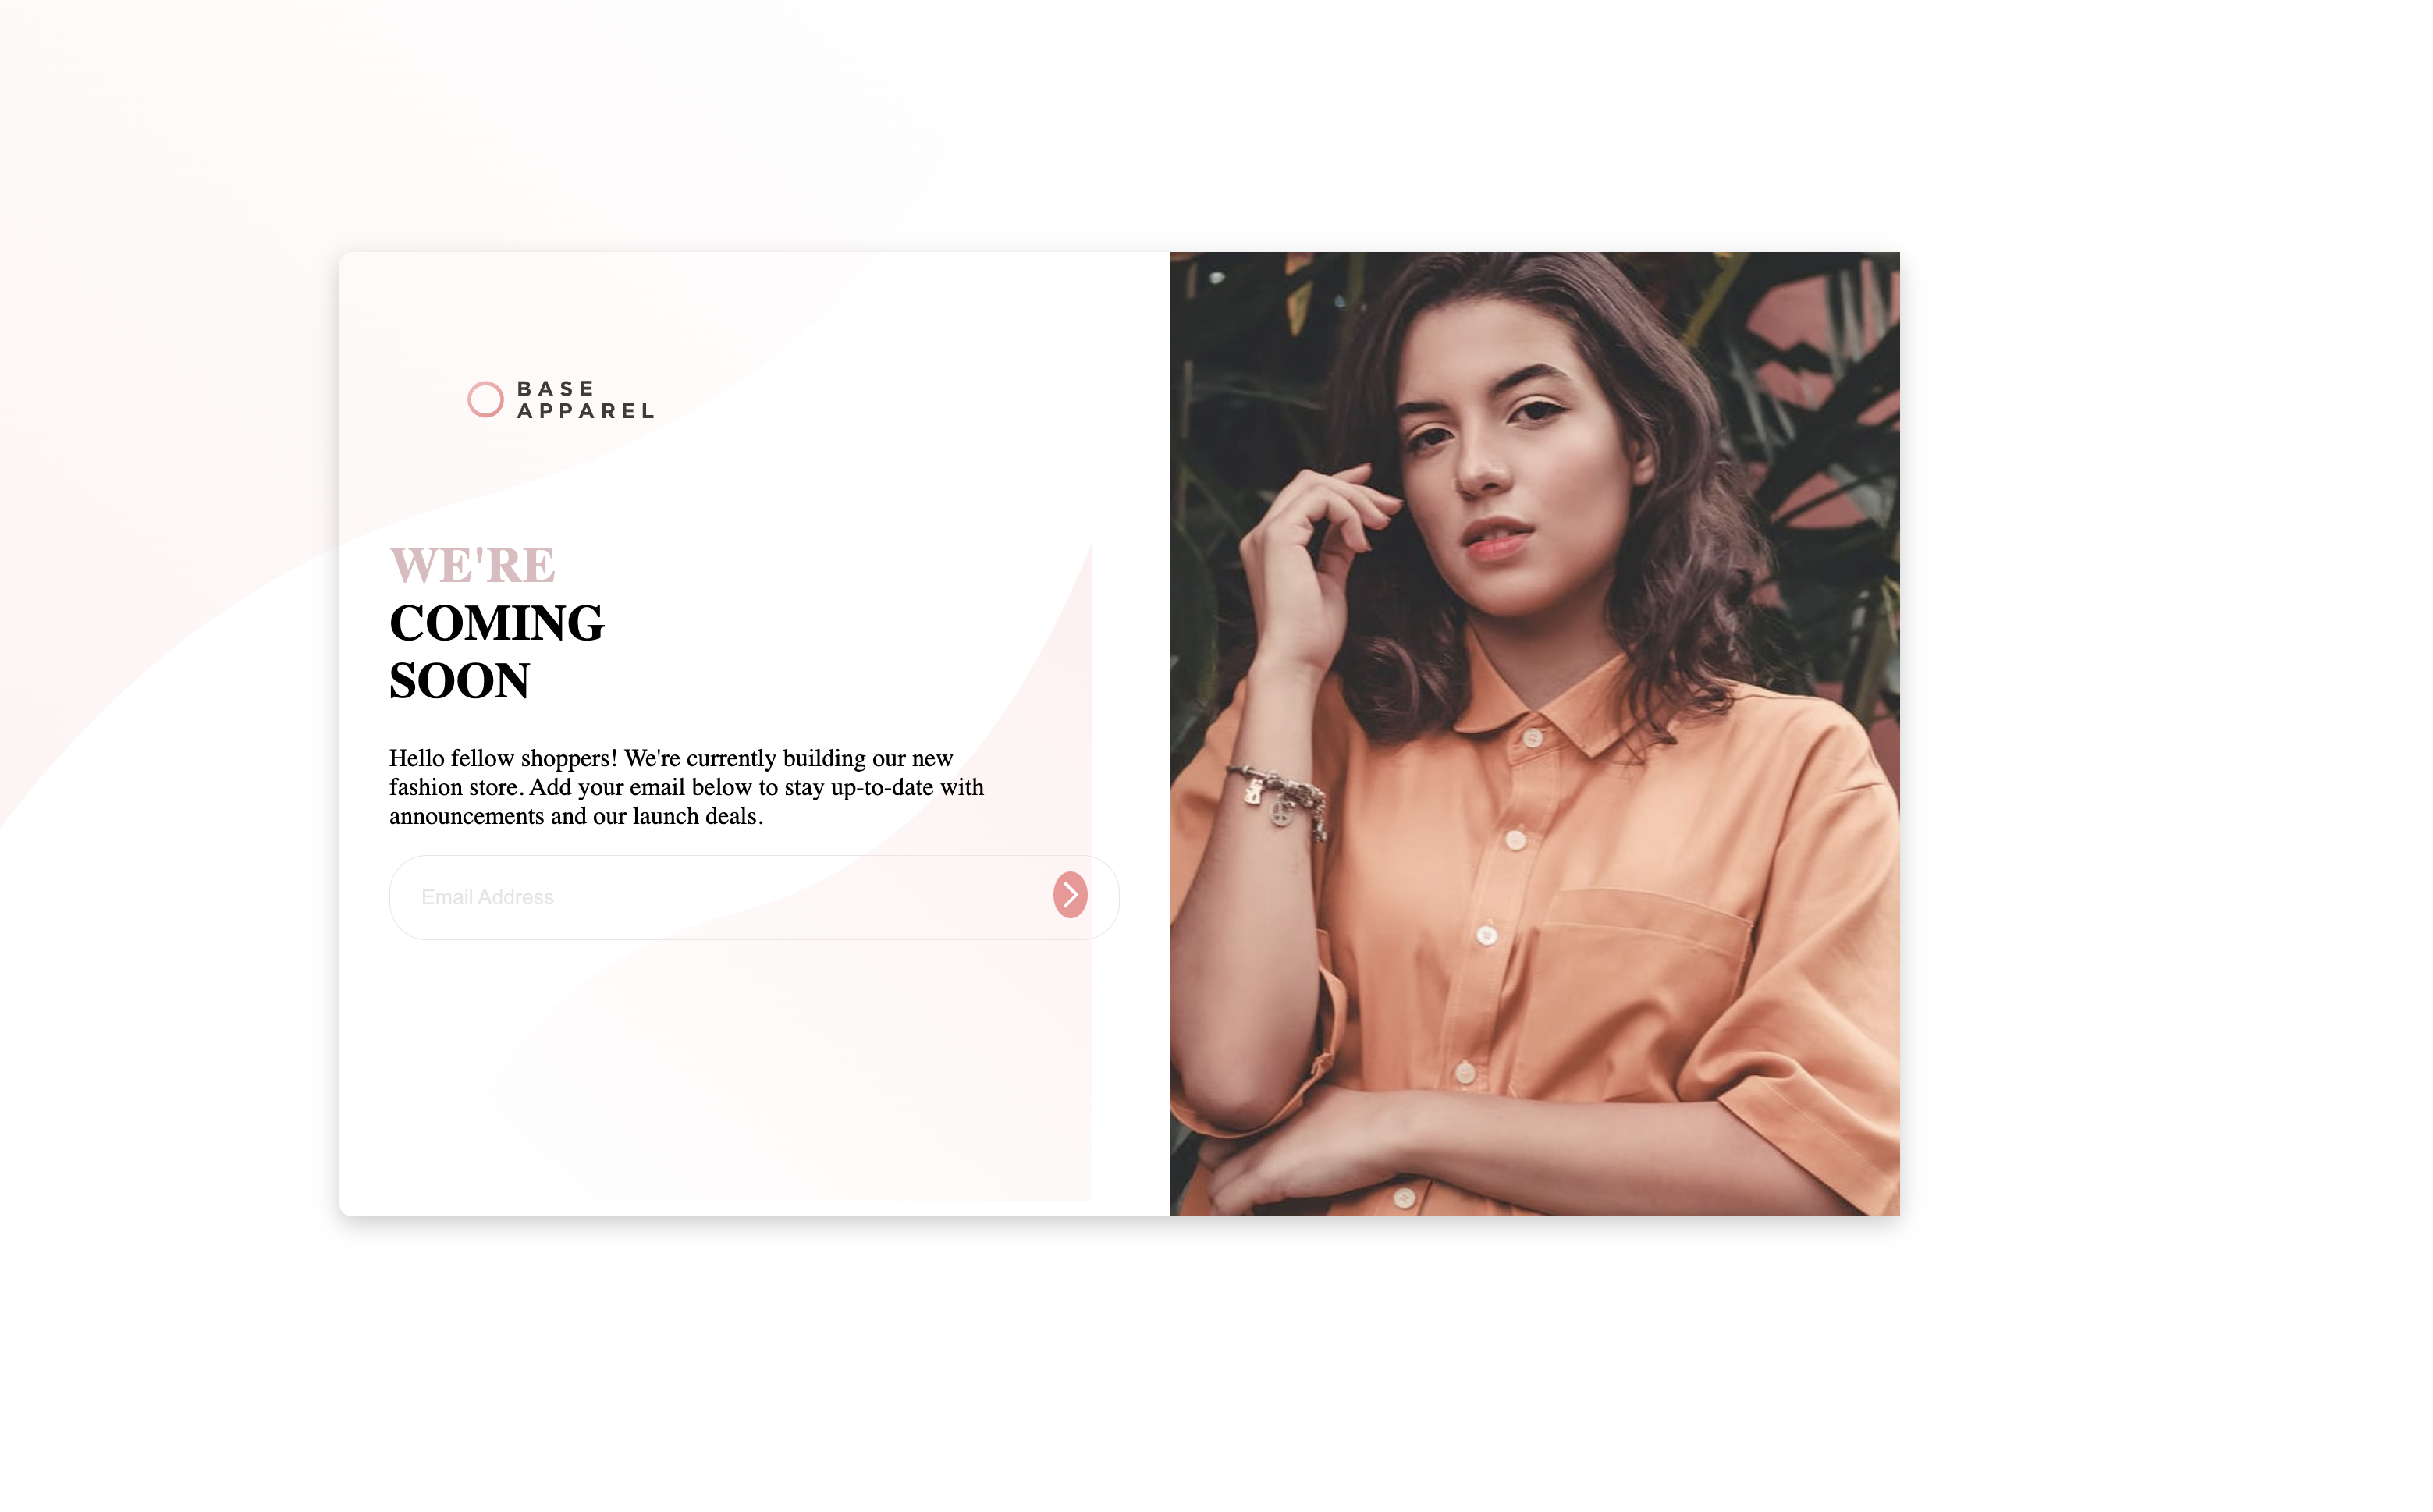 BASE
APPAREL
WE'RE
COMING
SOON
Hello fellow shoppers! We're currently building our new
fashion store. Add your email below to stay up-to-date with
announcements and our launch deals.
Email Address